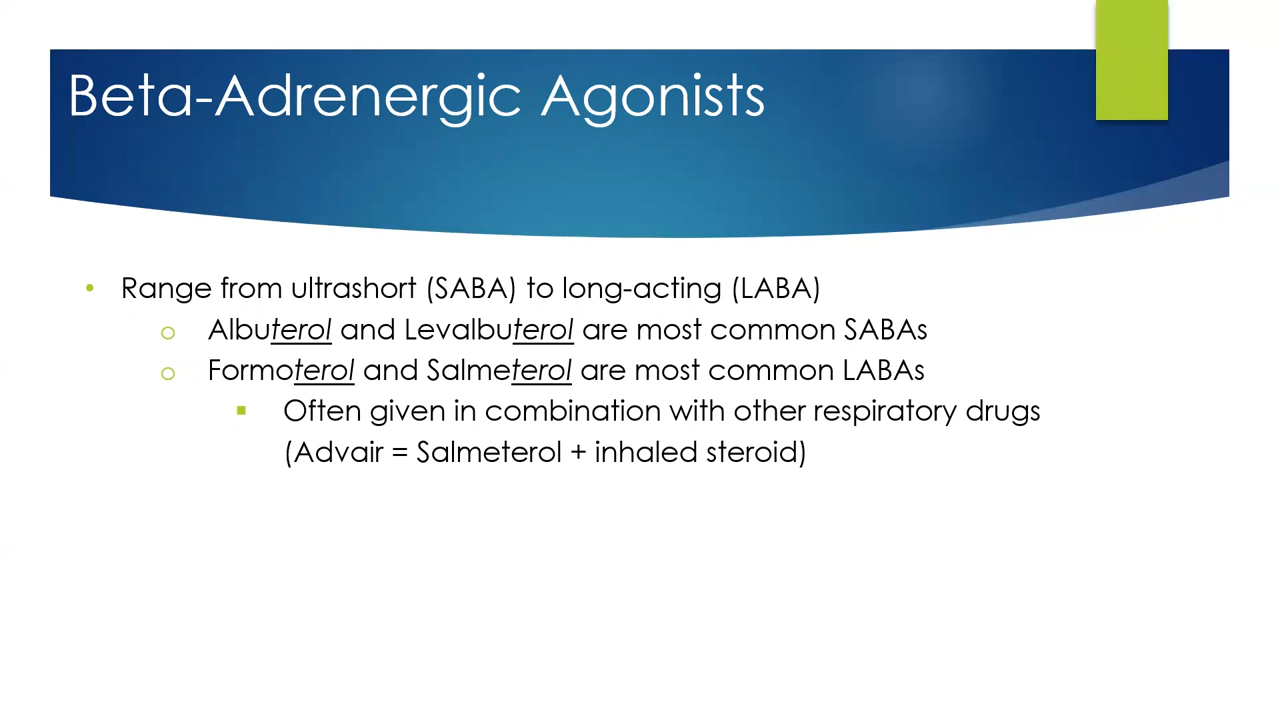 Beta-Adrenergic Agonists
• Range from ultrashort (SABA) to long-acting (LABA)
o Albuterol and Levalbuterol are most common SABAs
o Formoterol and Salmeterol are most common LABAs
▪ Often given in combination with other respiratory drugs
(Advair = Salmeterol + inhaled steroid)